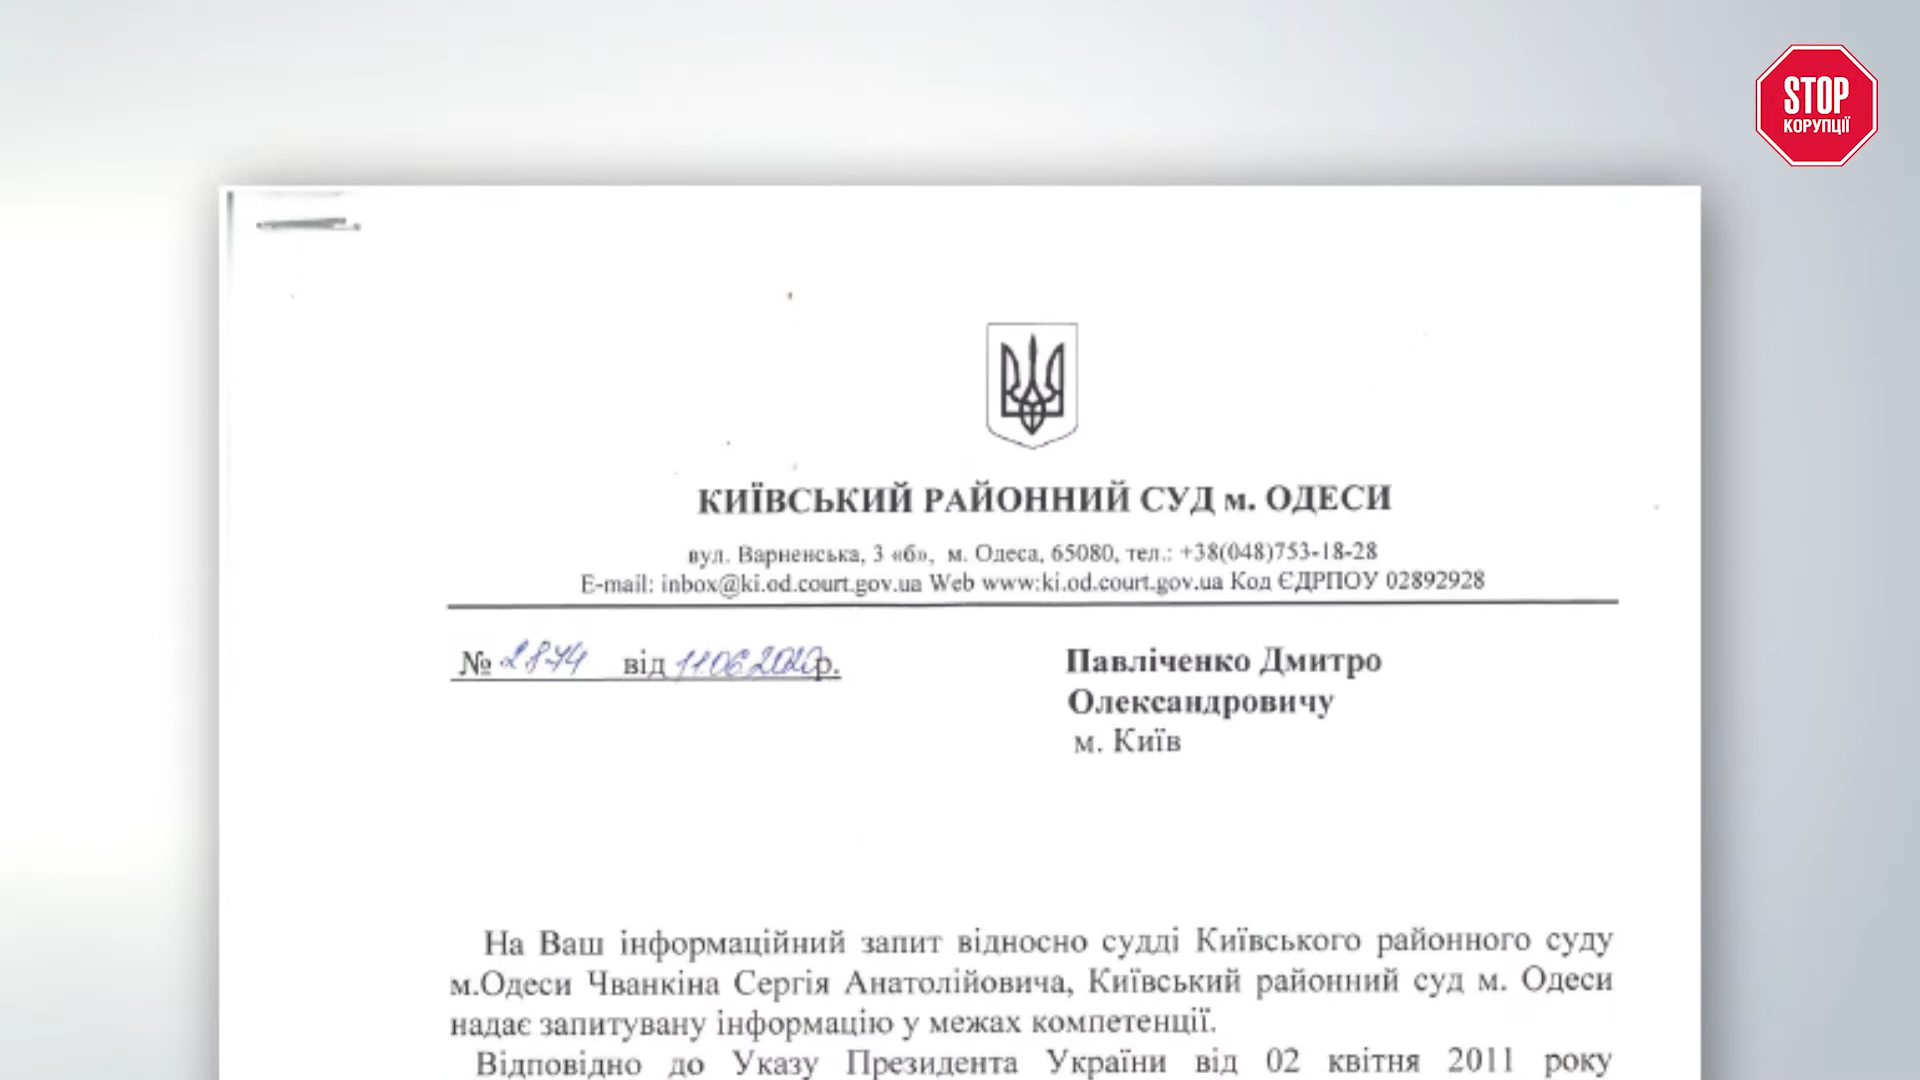 STOP
КОРУПЦІЇ
КИЇВСЬКИЙ РАЙОННИЙ СУД м. ОДЕСИ
вул. Варненська, 3 «б», м. Одеса, 65080, тел.: +38(048)753-18-28
E-mail: inbox@ki.od.court.gov.ua Web www:ki.od.court.gov.ua Код ЄДРПОУ 02892928
№ 2874 від 11.06.2020р.
Павліченко Дмитро
Олександровичу
м. Київ
На Ваш інформаційний запит відносно судді Київського районного суду
м.Одеси Чванкіна Сергія Анатолійовича, Київський районний суд м. Одеси
надає запитувану інформацію у межах компетенції.
Відповідно до Указу Президента України від 02 квітня 2011 року